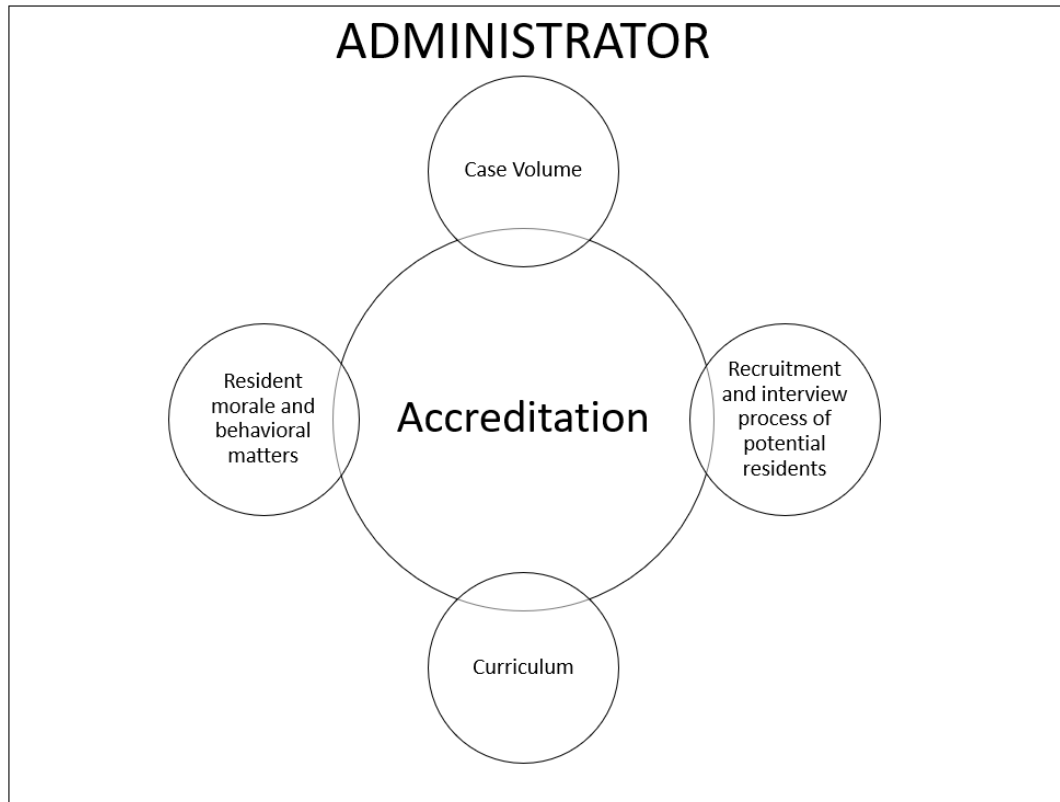 ADMINISTRATOR
Case Volume
Resident
morale and
behavioral
matters
Accreditation
Recruitment
and interview
process of
potential
residents
Curriculum